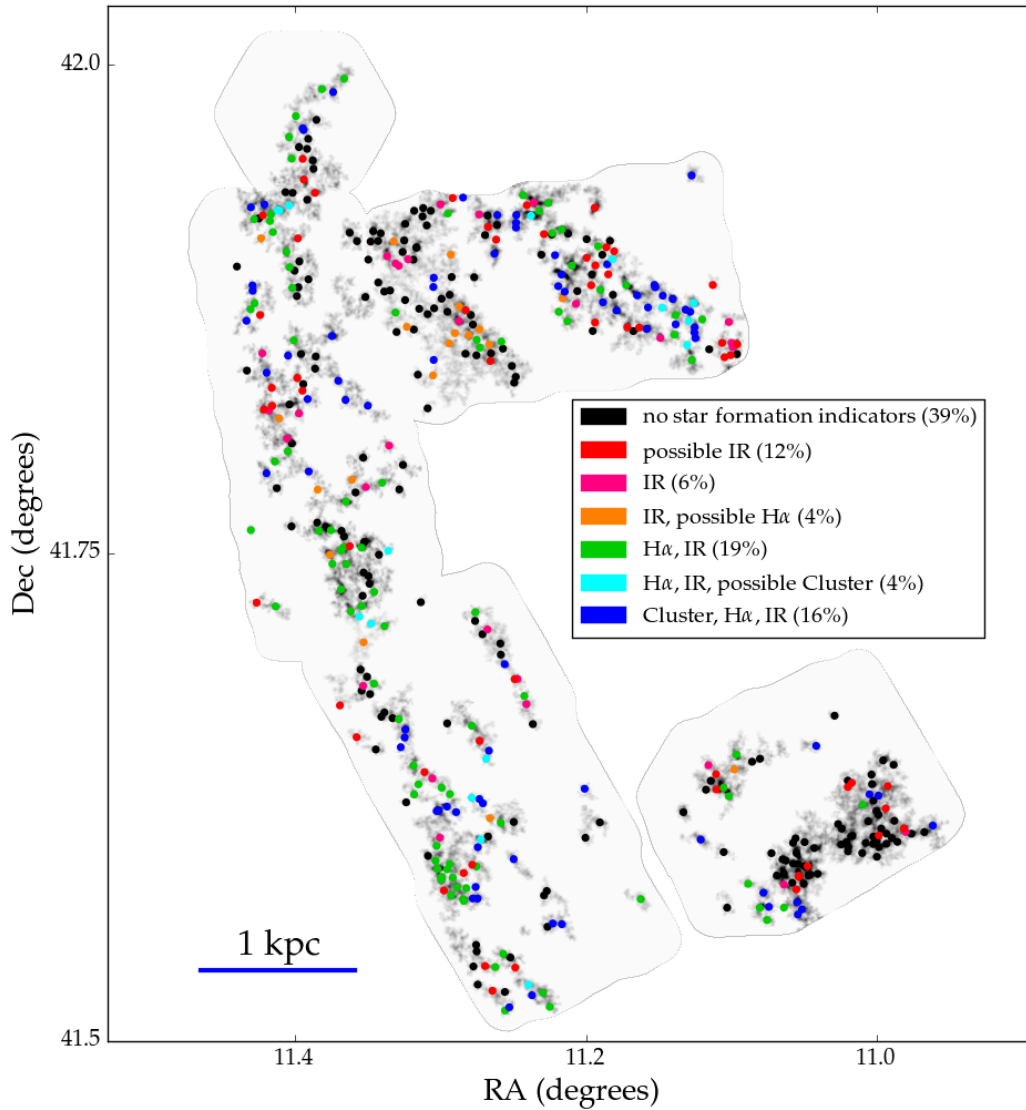 42.0
41.75
41.5
Dec (degrees)
no star formation indicators (39%)
possible IR (12%)
IR (6%)
IR, possible Hα (4%)
Hα, IR (19%)
Hα, IR, possible Cluster (4%)
Cluster, Hα, IR (16%)
1 kpc
11.4
11.2
11.0
RA (degrees)